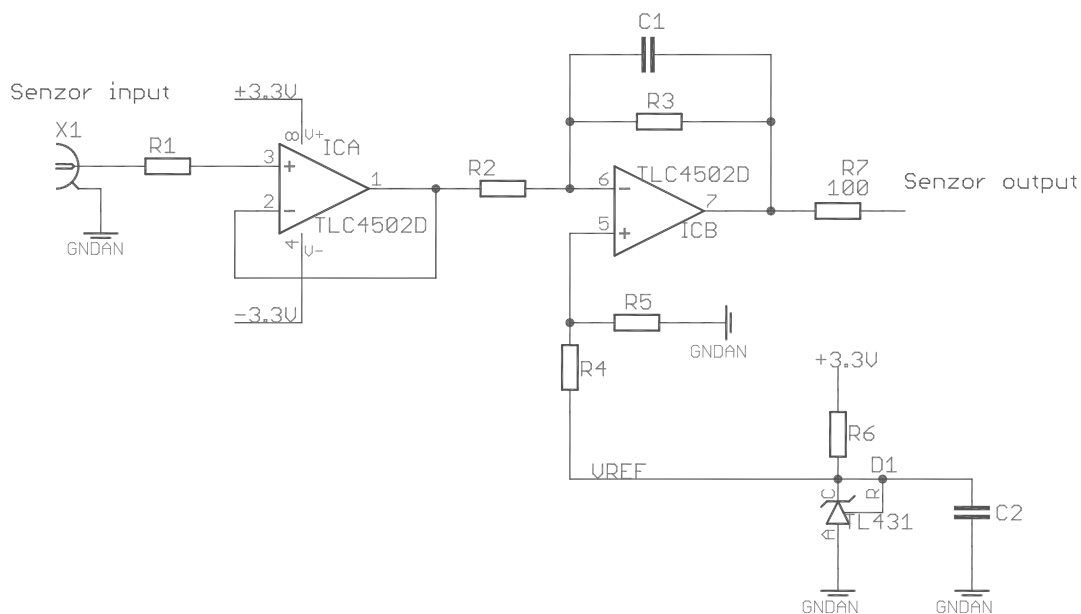 C1
Senzor input
+3.3V
R3
X1
8
V+
ICA
R1
3
+
1
R2
6
-
TLC4502D
7
R7
100
Senzor output
2
-
TLC4502D
5
+
ICB
GNDAN
4
V-
-3.3V
R5
GNDAN
R4
+3.3V
R6
VREF
D1
C
R
TL431
A
C2
GNDAN
GNDAN